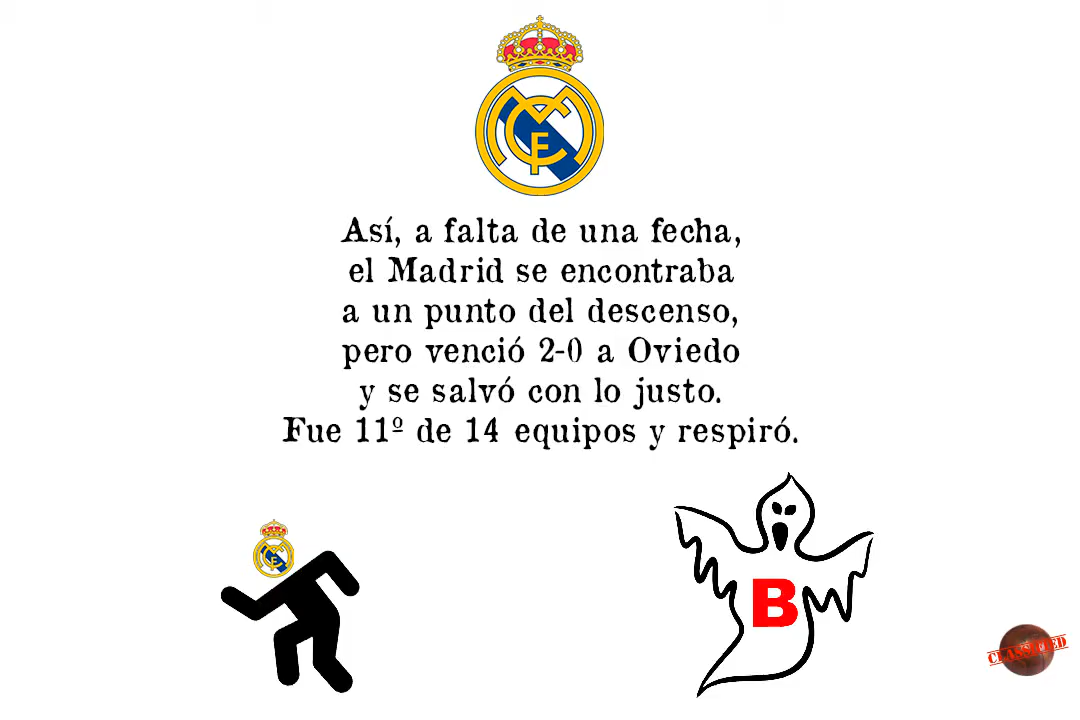 Así, a falta de una fecha,
el Madrid se encontraba
a un punto del descenso,
pero venció 2-0 a Oviedo
y se salvó con lo justo.
Fue 11º de 14 equipos y respiró.
B
CLASSIFIED